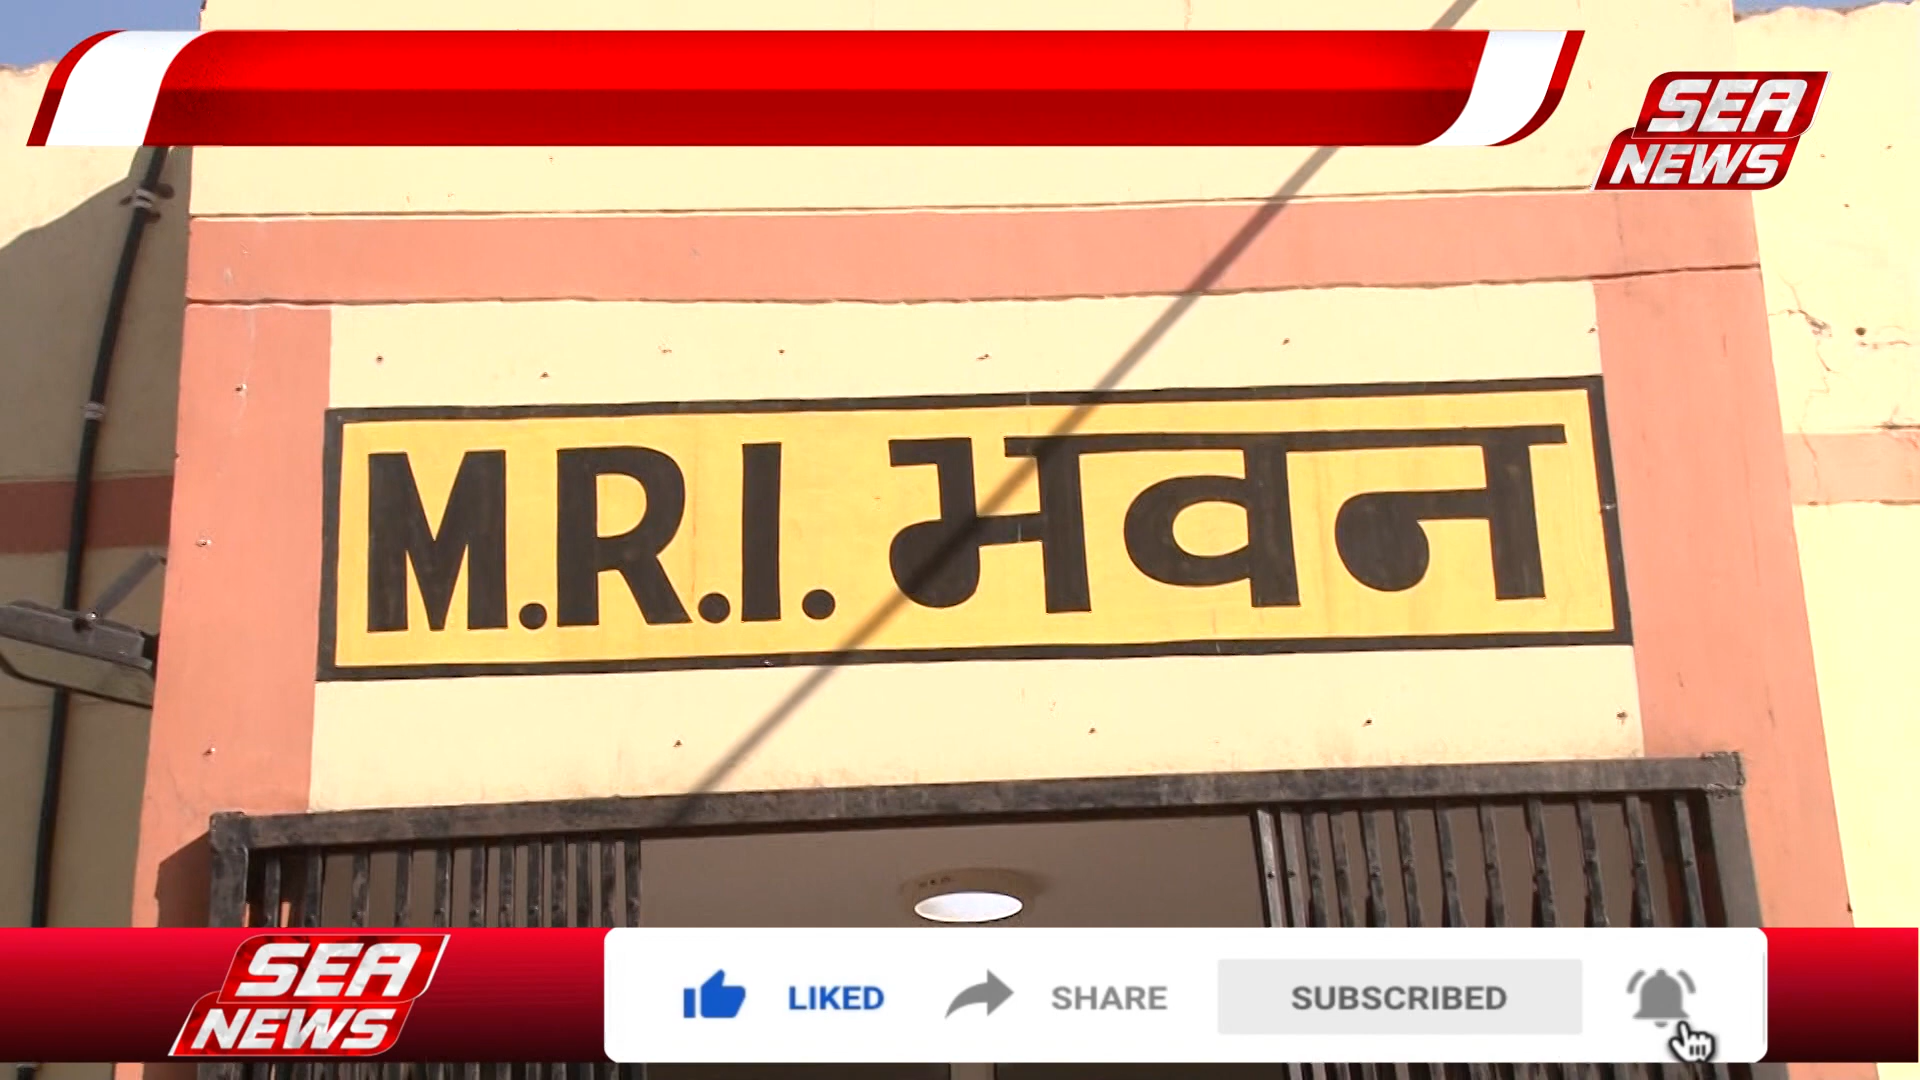 SEA
NEWS
M.R.I. भवन
SEA
NEWS
LIKED SHARE SUBSCRIBED